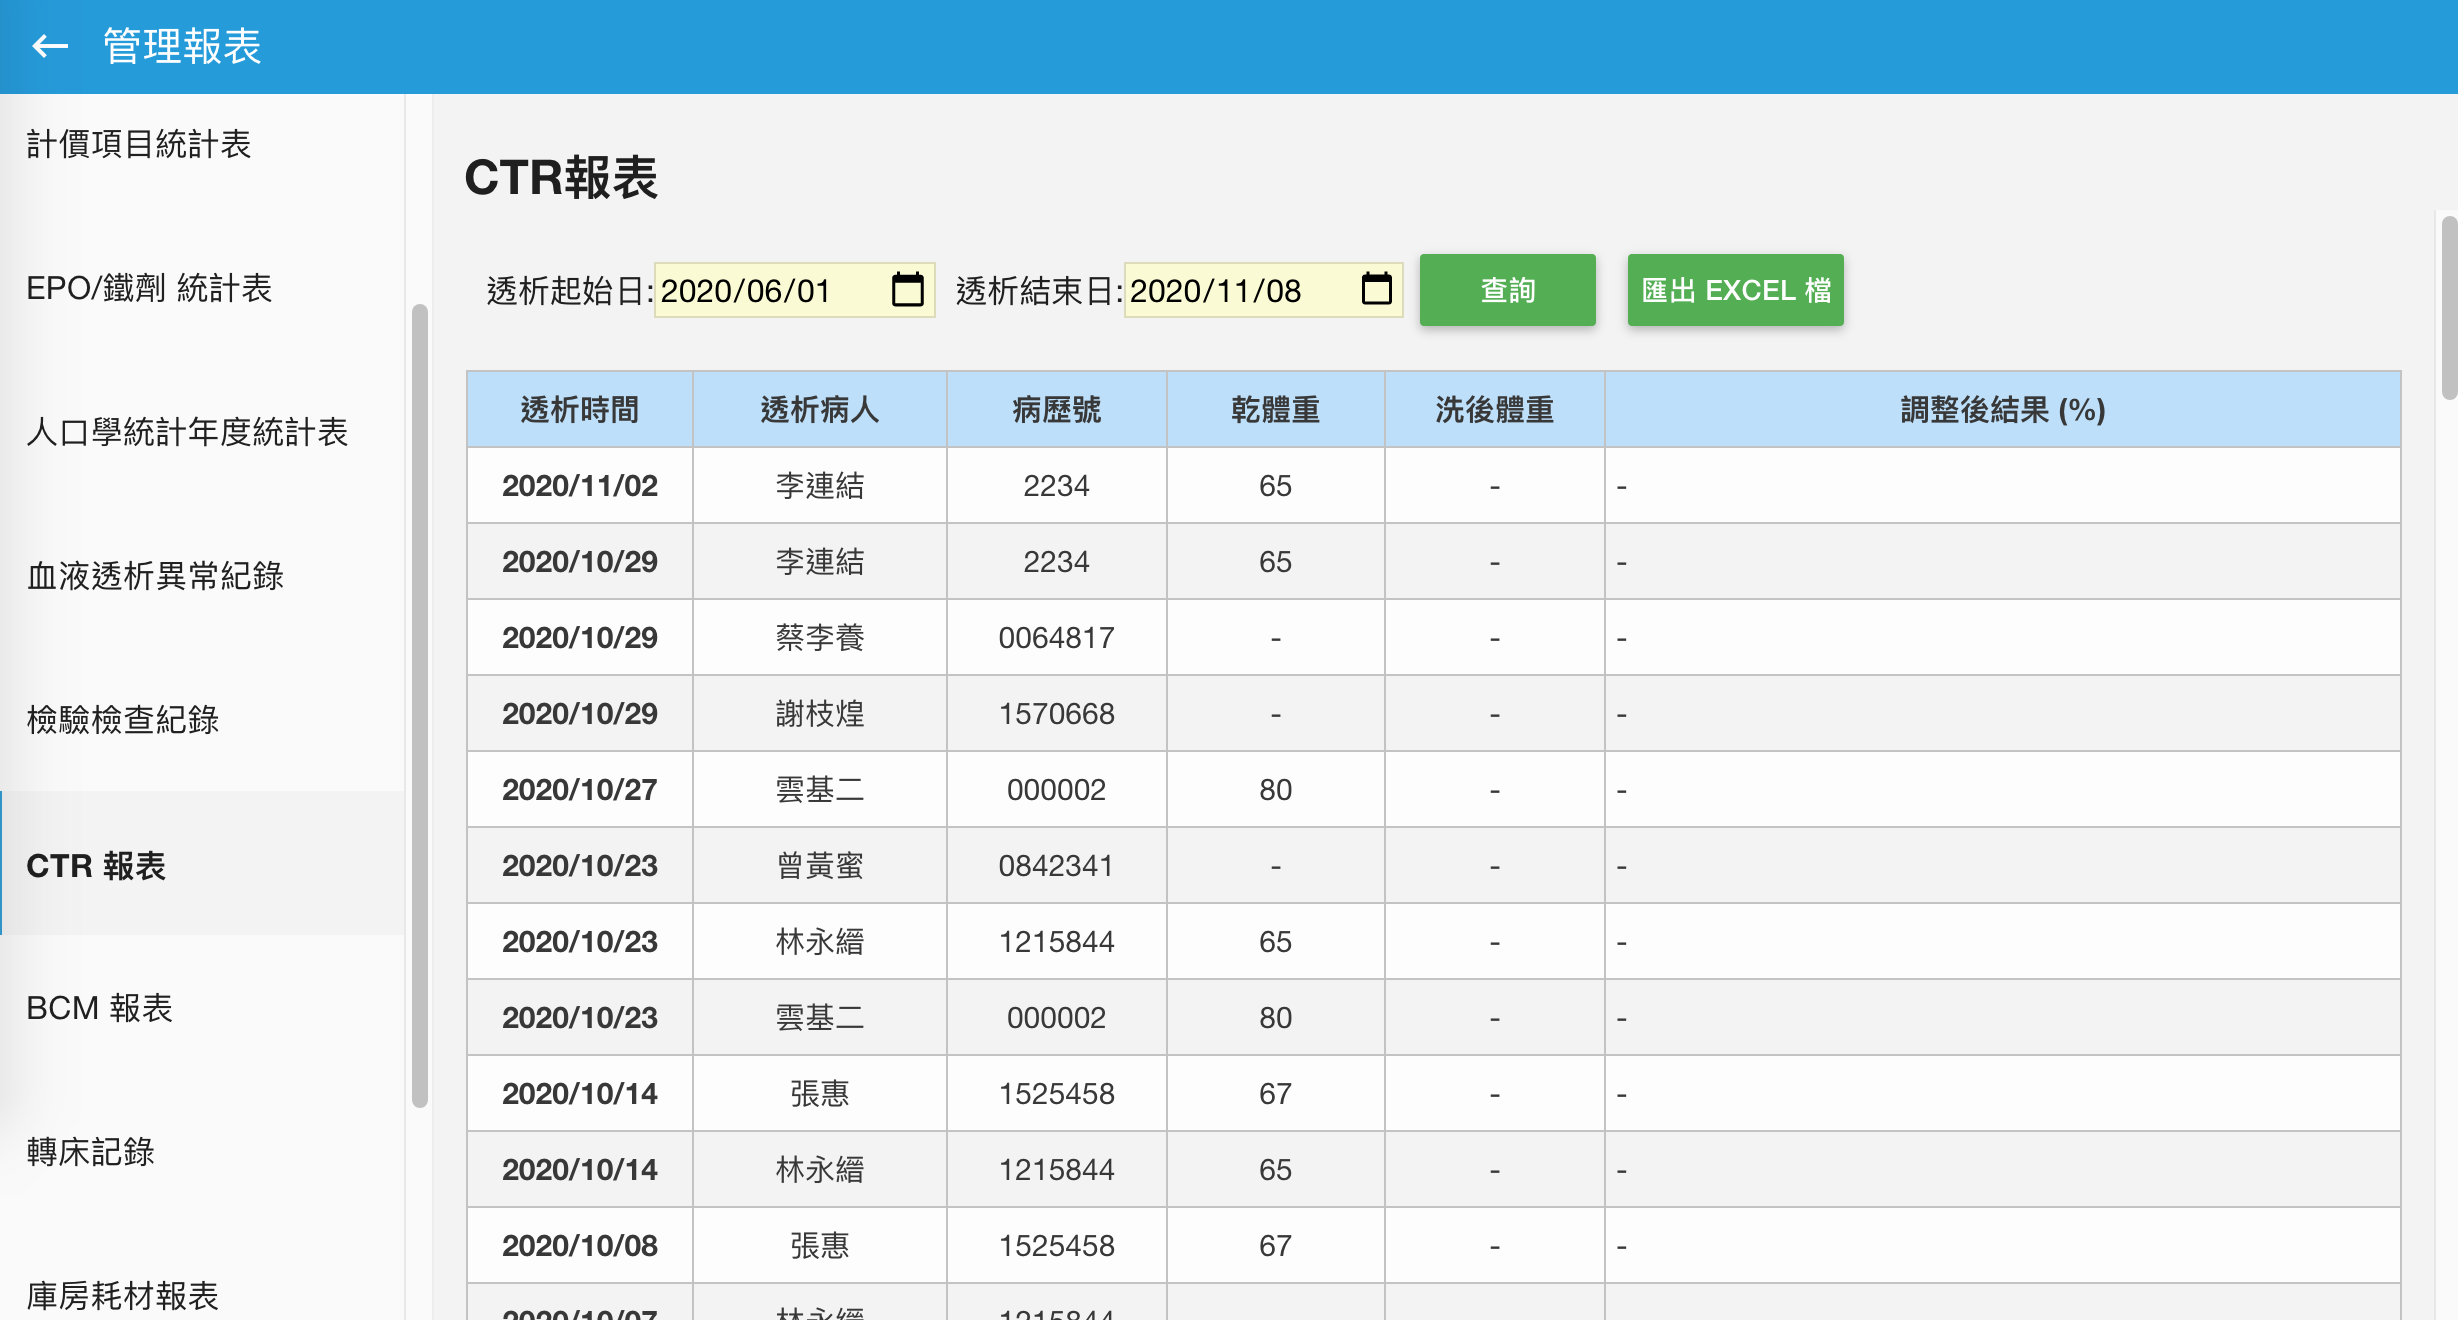 管理報表
計價項目統計表
EPO/鐵劑 統計表
人口學統計年度統計表
血液透析異常紀錄
檢驗檢查紀錄
CTR 報表
BCM 報表
轉床記錄
庫房耗材報表
CTR報表
透析起始日: 2020/06/01 透析結束日: 2020/11/08 查詢 匯出 EXCEL 檔
透析時間 透析病人 病歷號 乾體重 洗後體重 調整後結果 (%)
2020/11/02 李連結 2234 65 - -
2020/10/29 李連結 2234 65 - -
2020/10/29 蔡李養 0064817 - - -
2020/10/29 謝枝煌 1570668 - - -
2020/10/27 雲基二 000002 80 - -
2020/10/23 曾黃蜜 0842341 - - -
2020/10/23 林永縉 1215844 65 - -
2020/10/23 雲基二 000002 80 - -
2020/10/14 張惠 1525458 67 - -
2020/10/14 林永縉 1215844 65 - -
2020/10/08 張惠 1525458 67 - -
2020/10/07 林永縉 1215844